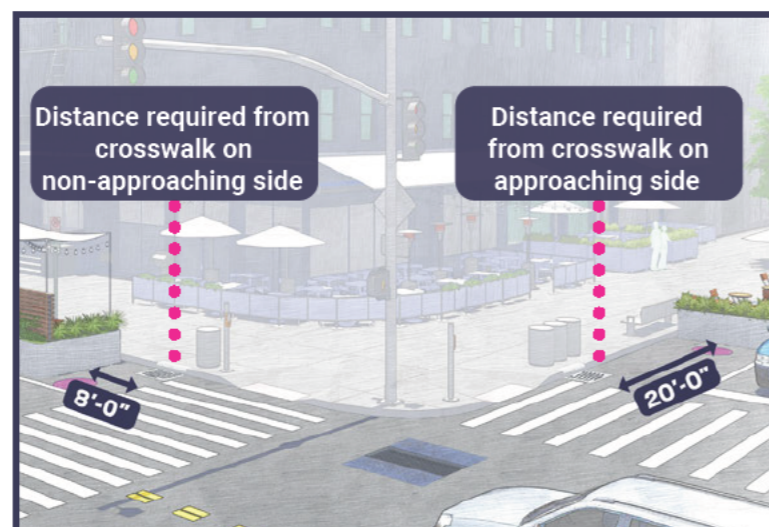 Distance required from
crosswalk on
non-approaching side
Distance required
from crosswalk on
approaching side
8'-0"
20'-0"